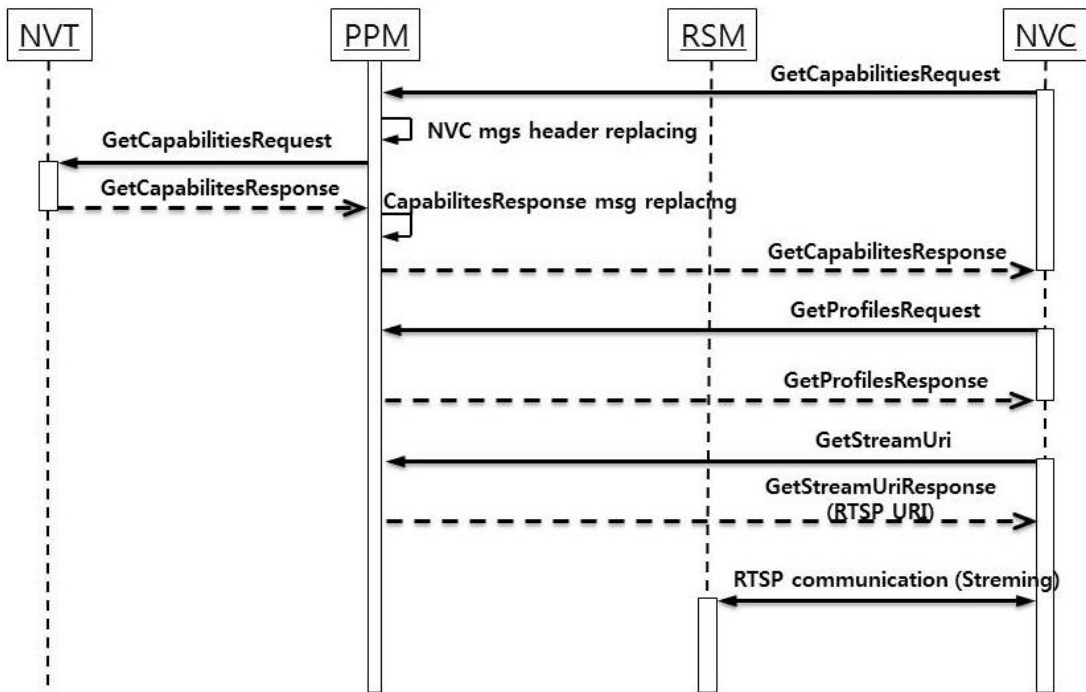 NVT
PPM
RSM
NVC
GetCapabilitiesRequest
NVC mgs header replacing
GetCapabilitiesRequest
GetCapabilitesResponse
CapabilitesResponse msg replacing
GetCapabilitesResponse
GetProfilesRequest
GetProfilesResponse
GetStreamUri
GetStreamUriResponse
(RTSP URI)
RTSP communication (Streming)